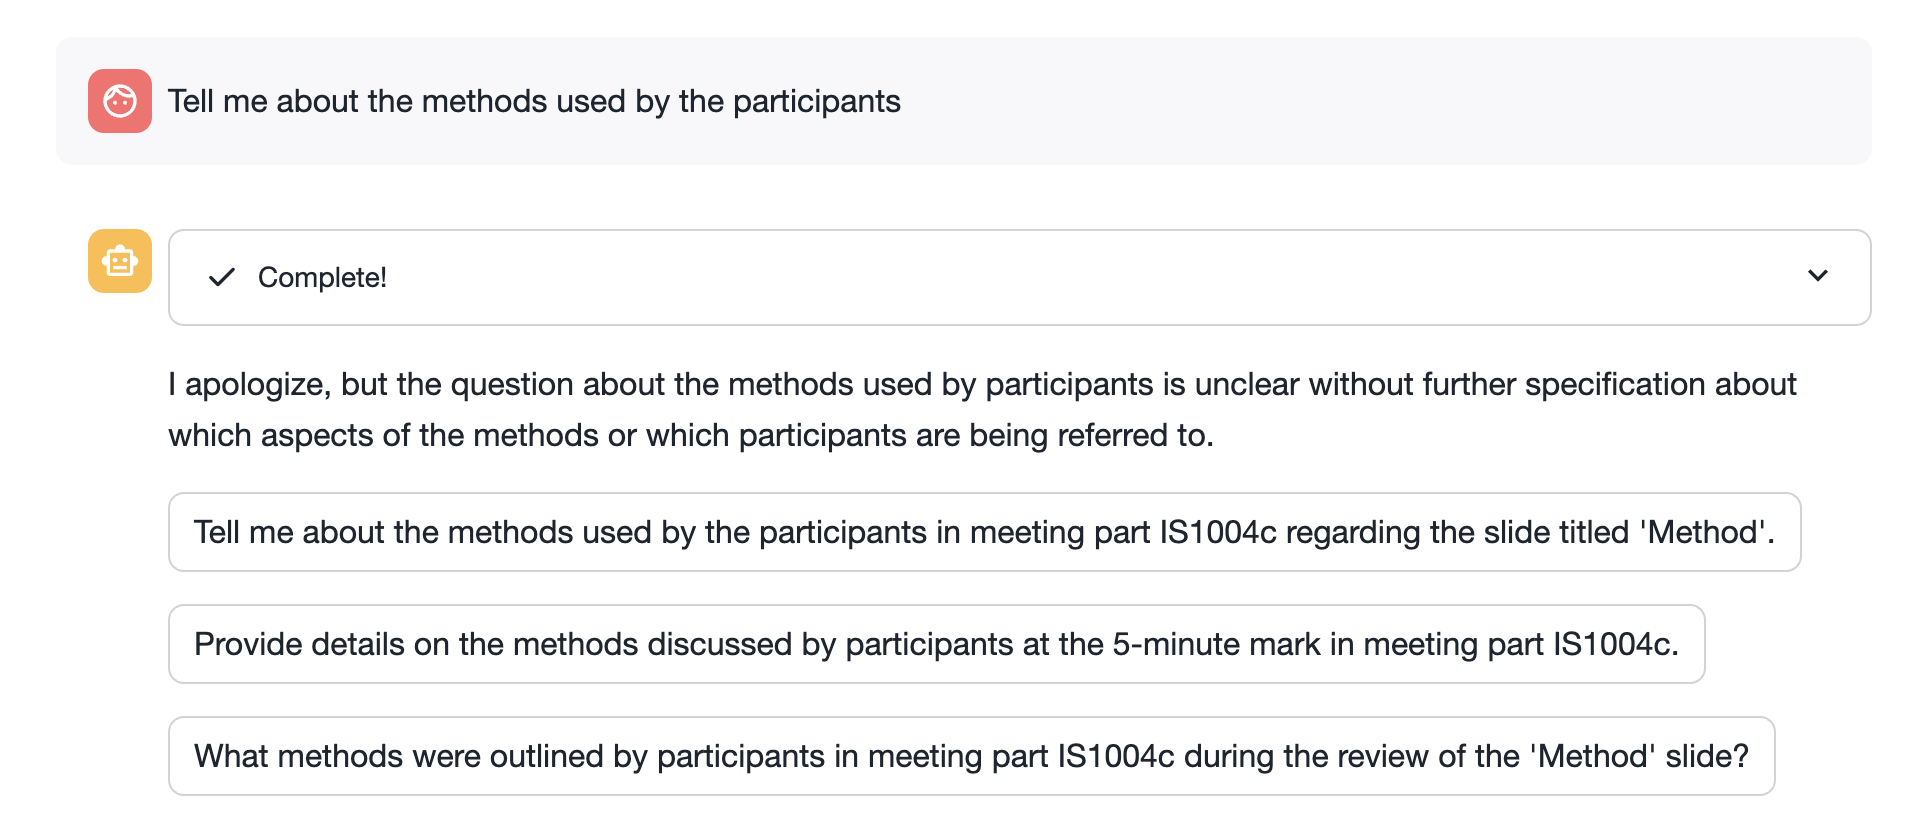 Tell me about the methods used by the participants
Complete!
I apologize, but the question about the methods used by participants is unclear without further specification about
which aspects of the methods or which participants are being referred to.
Tell me about the methods used by the participants in meeting part IS1004c regarding the slide titled 'Method'.
Provide details on the methods discussed by participants at the 5-minute mark in meeting part IS1004c.
What methods were outlined by participants in meeting part IS1004c during the review of the 'Method' slide?